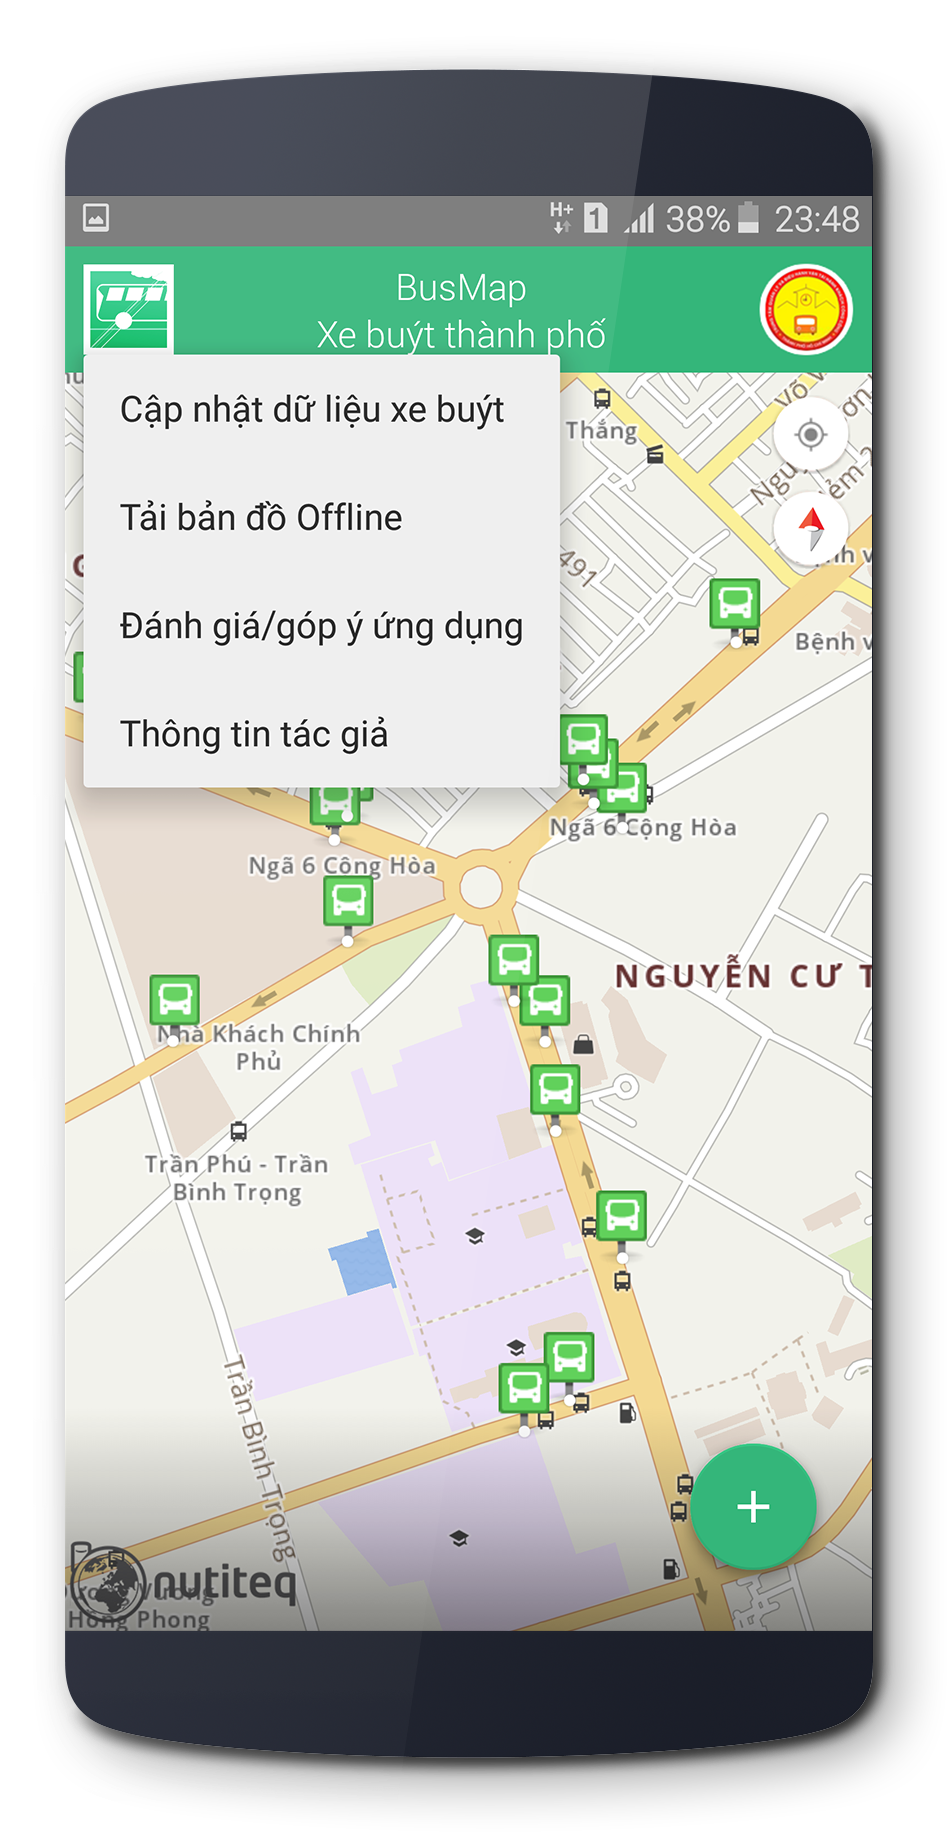 H+
1
38%
23:48
BusMap
Xe buýt thành phố
Cập nhật dữ liệu xe buýt
Tải bản đồ Offline
Đánh giá/góp ý ứng dụng
Thông tin tác giả
Thắng
Võ
491
Bệnh v
Ngã 6 Cộng Hòa
Ngã 6 Cộng Hòa
NGUYỄN CƯ T
Nhà Khách Chính
Phủ
Trần Phú - Trần
Bình Trọng
Trần Bình Trọng
nutiteq
Hồng Phong